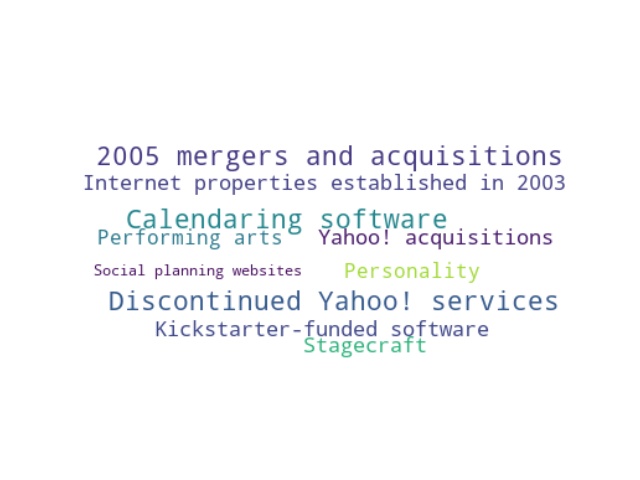 2005 mergers and acquisitions
Internet properties established in 2003
Calendaring software
Performing arts Yahoo! acquisitions
Social planning websites Personality
Discontinued Yahoo! services
Kickstarter-funded software
Stagecraft